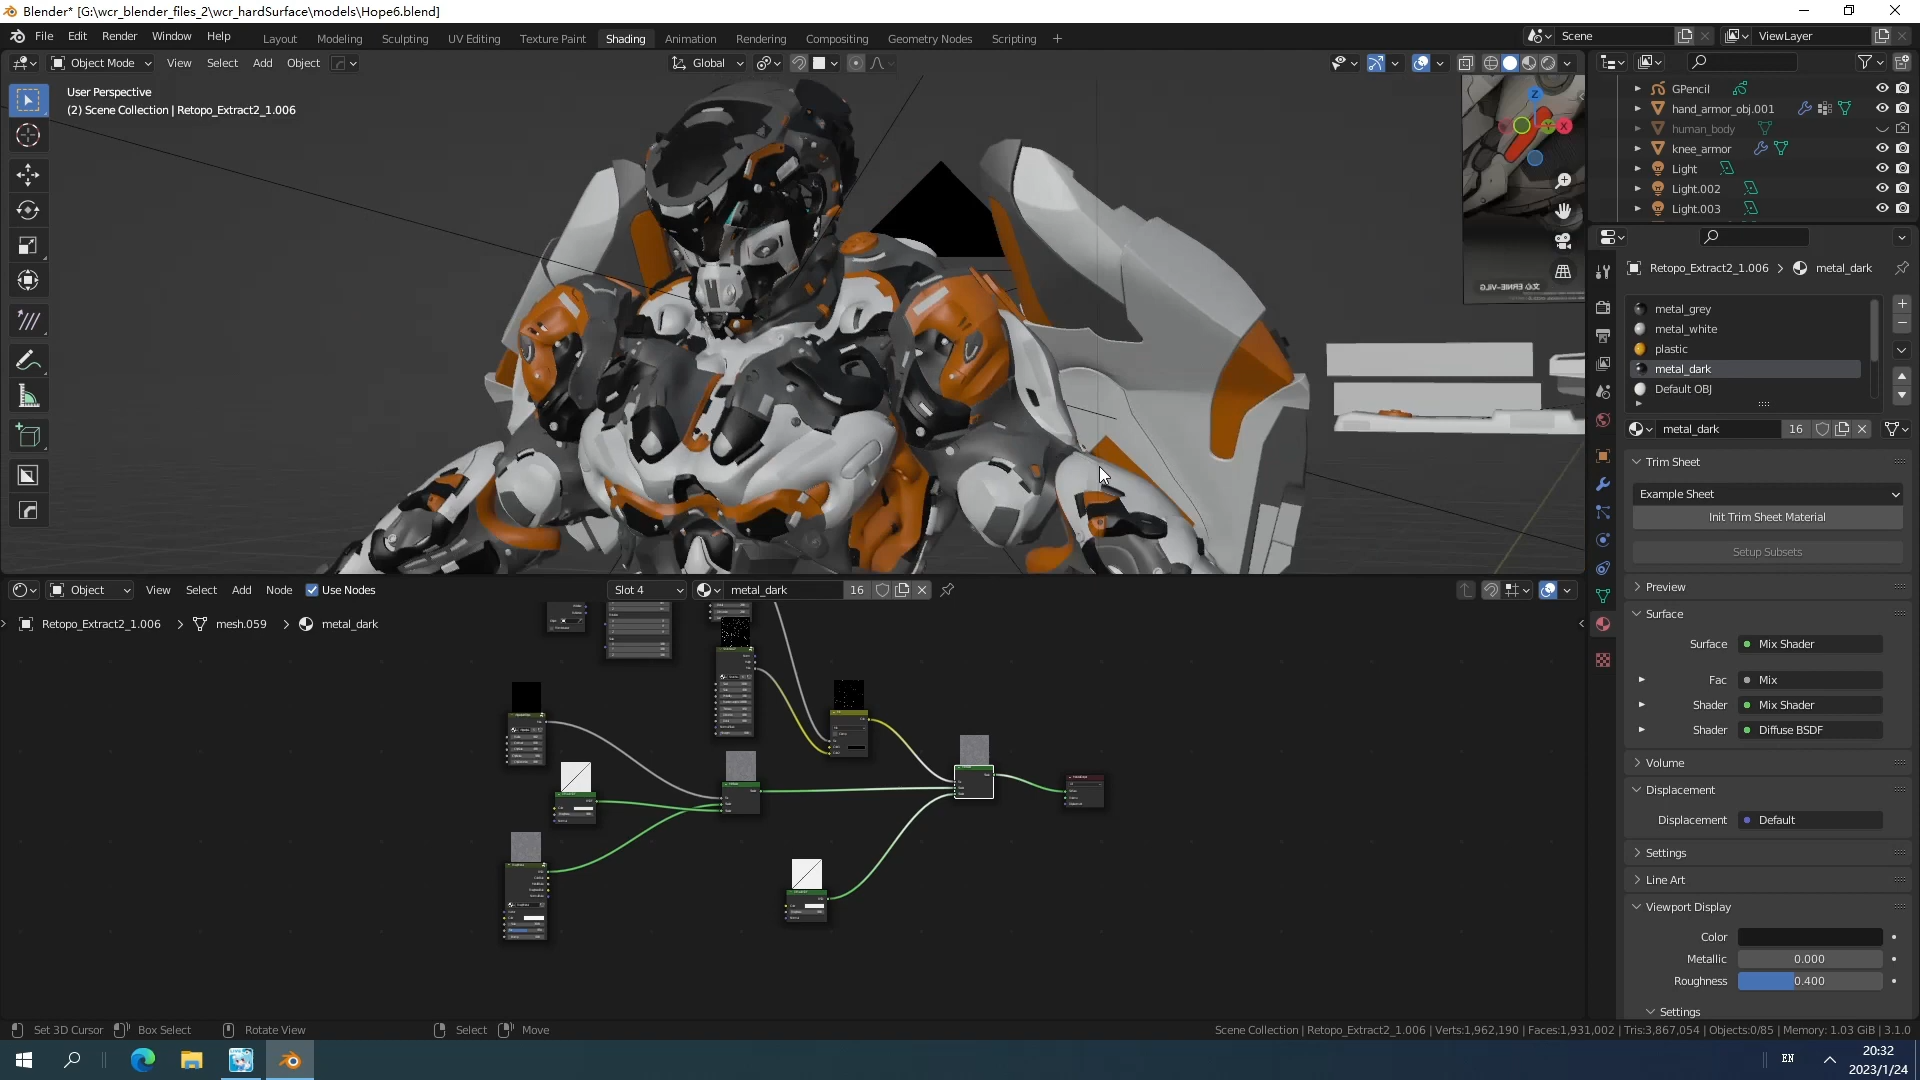 Blender* [G:\wcr_blender_files_2\wcr_hardSurface\models\Hope6.blend]
File Edit Render Window Help
Layout Modeling Sculpting UV Editing Texture Paint Shading Animation Rendering Compositing Geometry Nodes Scripting +
Scene
ViewLayer
Object Mode View Select Add Object
Global
User Perspective
(2) Scene Collection | Retopo_Extract2_1.006
Z
X
GPencil
hand_armor_obj.001
human_body
knee_armor
Light
Light.002
Light.003
Retopo_Extract2_1.006 > metal_dark
metal_grey
metal_white
plastic
metal_dark
Default OBJ
metal_dark 16
Trim Sheet
Example Sheet
Init Trim Sheet Material
Setup Subsets
Preview
Surface
Surface Mix Shader
Fac Mix
Shader Mix Shader
Shader Diffuse BSDF
Volume
Displacement
Displacement Default
Settings
Line Art
Viewport Display
Color
Metallic 0.000
Roughness 0.400
Settings
Object View Select Add Node Use Nodes
Slot 4
metal_dark 16
Retopo_Extract2_1.006 > mesh.059 > metal_dark
Set 3D Cursor Box Select Rotate View Select Move
Scene Collection | Retopo_Extract2_1.006 | Verts:1,962,190 | Faces:1,931,002 | Tris:3,867,054 | Objects:0/85 | Memory: 1.03 GiB | 3.1.0
EN
20:32
2023/1/24